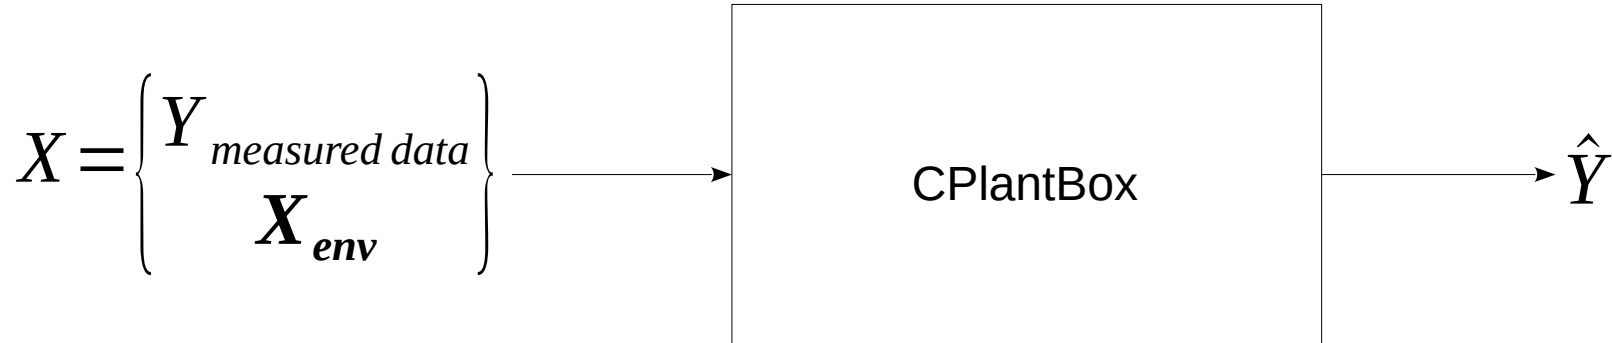 X = { Y measured data
X env }
CPlantBox
Ŷ